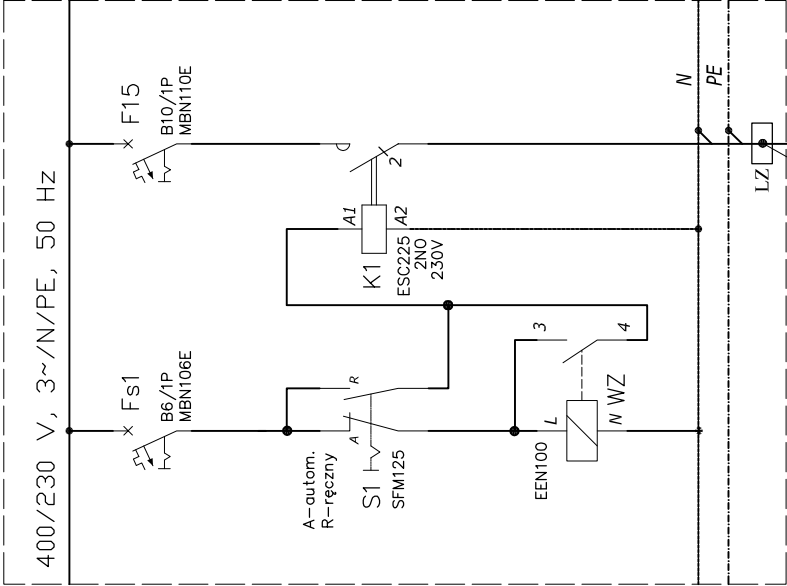 400/230 V, 3~/N/PE, 50 Hz
Fs1
B6/1P
MBN106E
F15
B10/1P
MBN110E
A-autom.
R-ręczny
S1
SFM125
A
R
K1
ESC225
2NO
230V
A1
A2
2
EEN100
L
N
WZ
3
4
N
PE
LZ